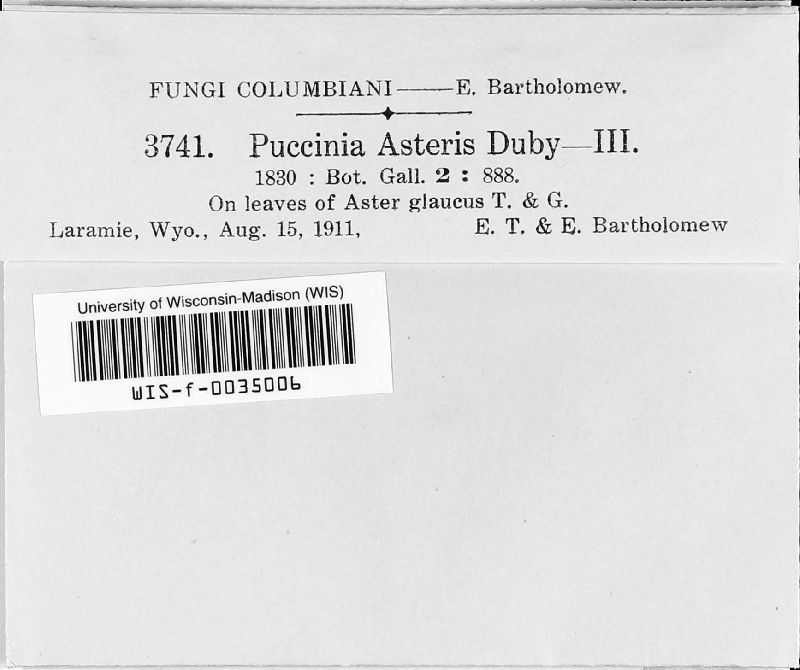 FUNGI COLUMBIANI——E. Bartholomew.
3741. Puccinia Asteris Duby—III.
1830 : Bot. Gall. 2 : 888.
On leaves of Aster glaucus T. & G.
Laramie, Wyo., Aug. 15, 1911, E. T. & E. Bartholomew
University of Wisconsin-Madison (WIS)
WIS-f-0035006